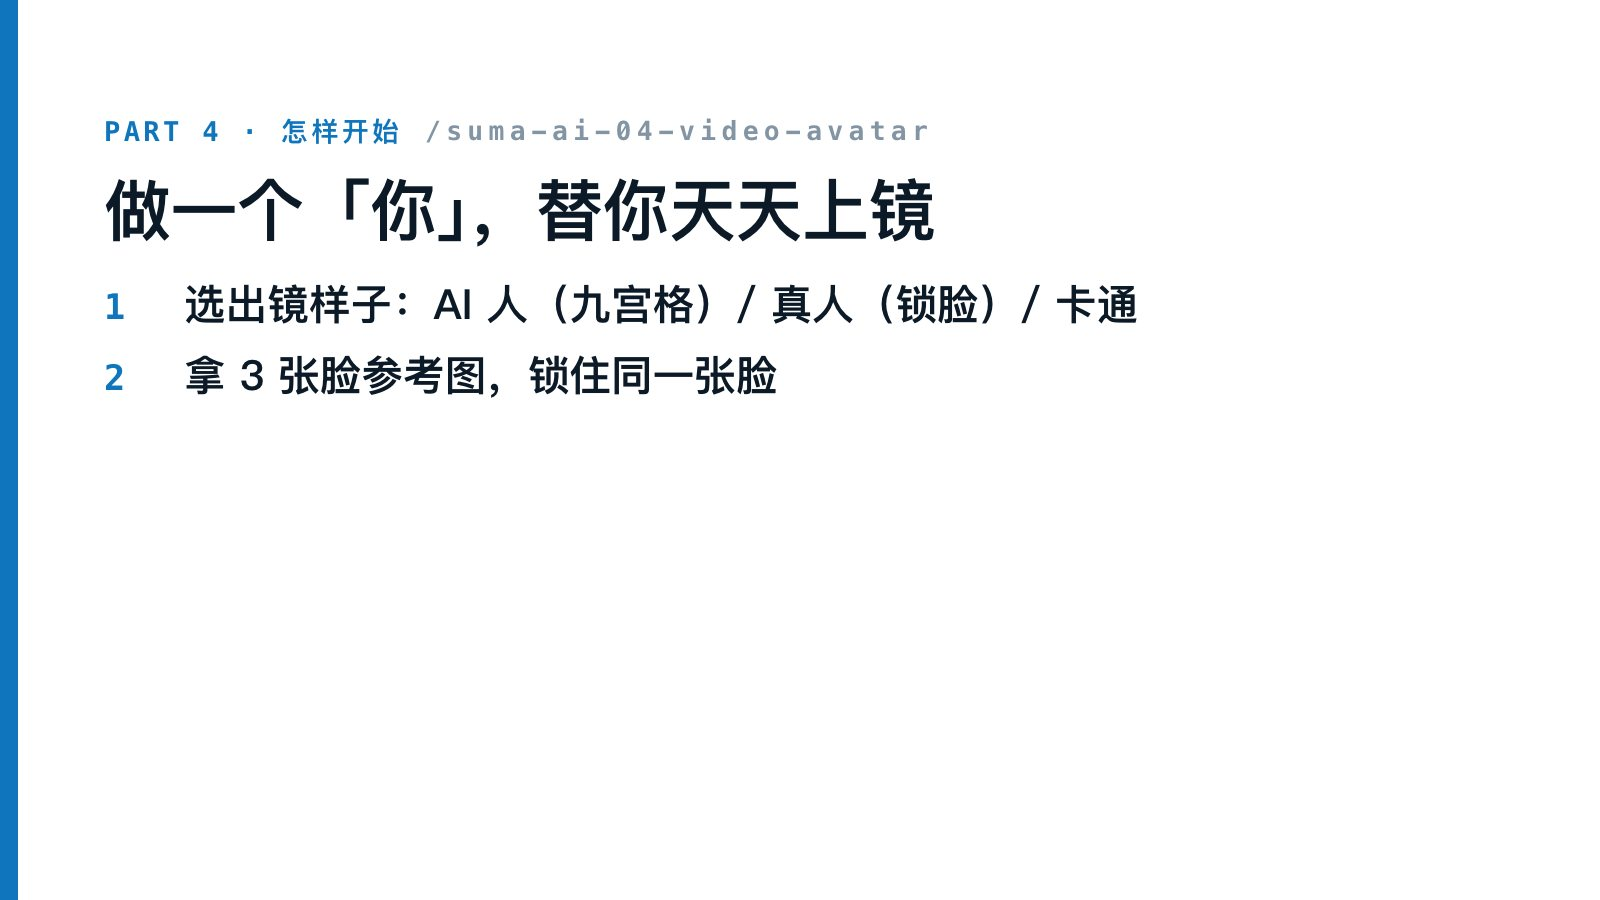 PART 4 · 怎样开始 /suma-ai-04-video-avatar
做一个「你」，替你天天上镜
1 选出镜样子：AI 人（九宫格）/ 真人（锁脸）/ 卡通
2 拿 3 张脸参考图，锁住同一张脸